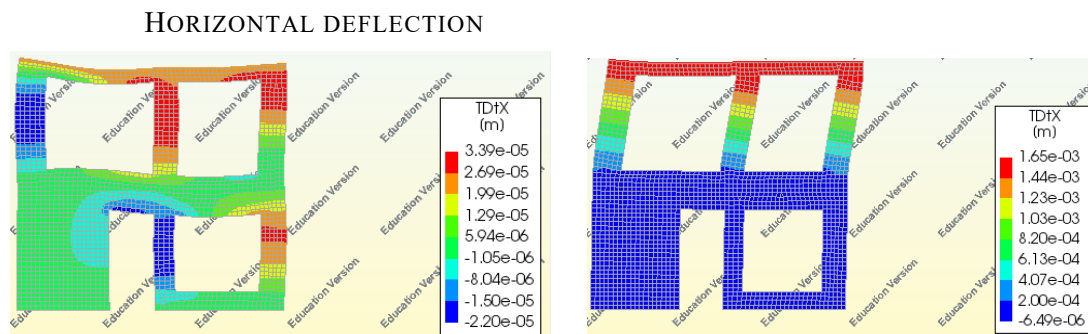 HORIZONTAL DEFLECTION
TDtX
(m)
3.39e-05
2.69e-05
1.99e-05
1.29e-05
5.94e-06
-1.05e-06
-8.04e-06
-1.50e-05
-2.20e-05
TDtX
(m)
1.65e-03
1.44e-03
1.23e-03
1.03e-03
8.20e-04
6.13e-04
4.07e-04
2.00e-04
-6.49e-06
Education Version